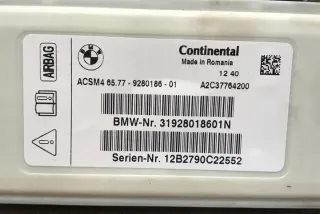 BMW
Continental
Made in Romania
12 40
AIRBAG
ACSM4 65.77 - 9280186 - 01 A2C37764200
BMW-Nr. 31928018601N
Serien-Nr. 12B2790C22552